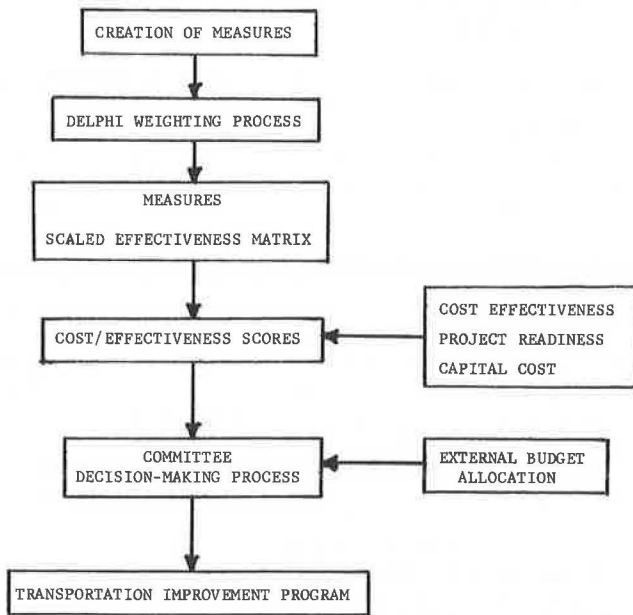 CREATION OF MEASURES
DELPHI WEIGHTING PROCESS
MEASURES
SCALED EFFECTIVENESS MATRIX
COST/EFFECTIVENESS SCORES
COST EFFECTIVENESS
PROJECT READINESS
CAPITAL COST
COMMITTEE
DECISION-MAKING PROCESS
EXTERNAL BUDGET
ALLOCATION
TRANSPORTATION IMPROVEMENT PROGRAM